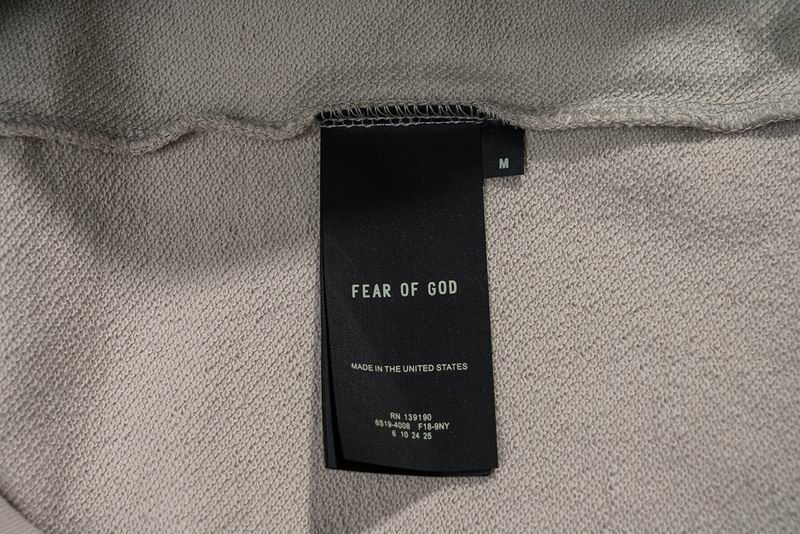 M
FEAR OF GOD
MADE IN THE UNITED STATES
RN 139190
6S19-4008 F18-9NY
6 10 24 25